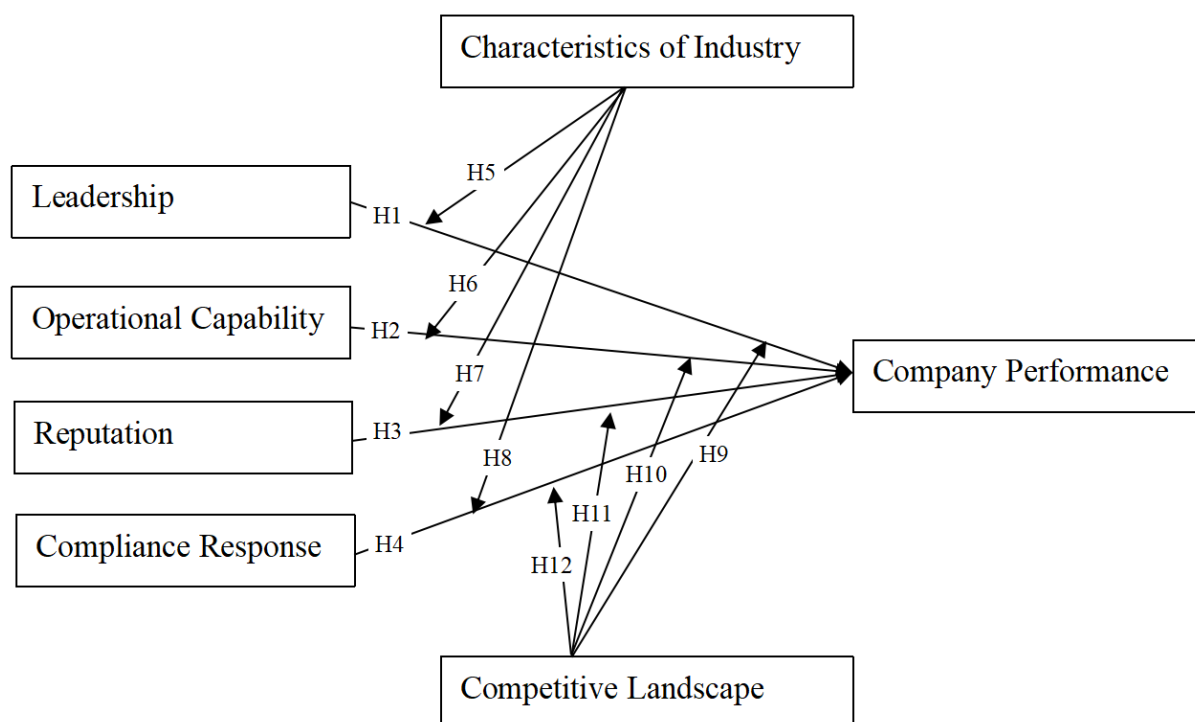 Characteristics of Industry
H5
Leadership
H1
H6
Operational Capability
H2
Company Performance
H7
Reputation
H3
H8
H9
H10
H11
Compliance Response
H4
H12
Competitive Landscape